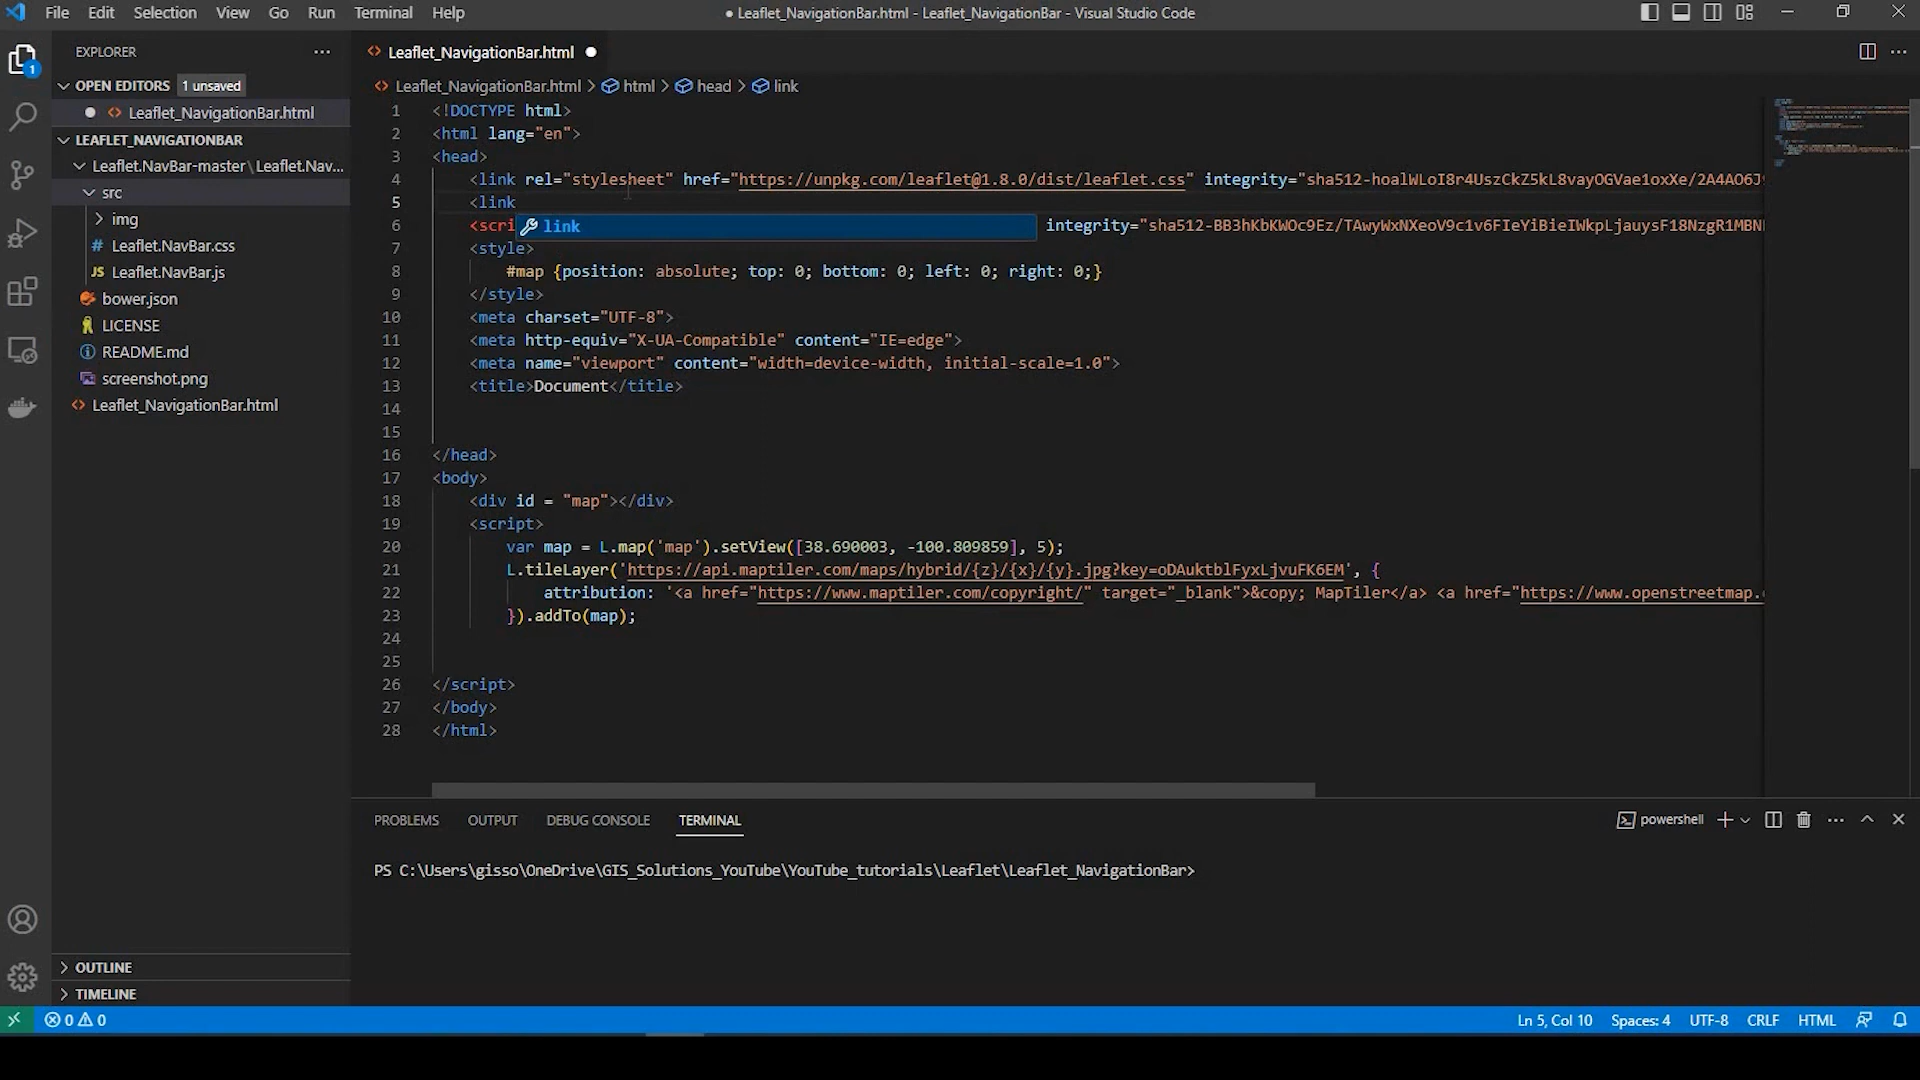 File Edit Selection View Go Run Terminal Help
● Leaflet_NavigationBar.html - Leaflet_NavigationBar - Visual Studio Code
EXPLORER
OPEN EDITORS 1 unsaved
Leaflet_NavigationBar.html
LEAFLET_NAVIGATIONBAR
Leaflet.NavBar-master\Leaflet.Nav...
src
img
# Leaflet.NavBar.css
JS Leaflet.NavBar.js
bower.json
LICENSE
README.md
screenshot.png
<> Leaflet_NavigationBar.html
OUTLINE
TIMELINE
1
<> Leaflet_NavigationBar.html ●
<> Leaflet_NavigationBar.html > html > head > link
1 <!DOCTYPE html>
2 <html lang="en">
3 <head>
4 <link rel="stylesheet" href="https://unpkg.com/leaflet@1.8.0/dist/leaflet.css" integrity="sha512-hoalWLoI8r4UszCkZ5kL8vayOGVae1oxXe/2A4AO6J
5 <link
link
6 <scri integrity="sha512-BB3hKbKWOc9Ez/TAwyWxNXeoV9c1v6FIeYiBieIWkpLjauysF18NzgR1MBN
7 <style>
8 #map {position: absolute; top: 0; bottom: 0; left: 0; right: 0;}
9 </style>
10 <meta charset="UTF-8">
11 <meta http-equiv="X-UA-Compatible" content="IE=edge">
12 <meta name="viewport" content="width=device-width, initial-scale=1.0">
13 <title>Document</title>
14
15
16 </head>
17 <body>
18 <div id = "map"></div>
19 <script>
20 var map = L.map('map').setView([38.690003, -100.809859], 5);
21 L.tileLayer('https://api.maptiler.com/maps/hybrid/{z}/{x}/{y}.jpg?key=oDAuktblFyxLjvuFK6EM', {
22 attribution: '<a href="https://www.maptiler.com/copyright/" target="_blank">&copy; MapTiler</a> <a href="https://www.openstreetmap.
23 }).addTo(map);
24
25
26 </script>
27 </body>
28 </html>
PROBLEMS OUTPUT DEBUG CONSOLE TERMINAL
powershell
PS C:\Users\gisso\OneDrive\GIS_Solutions_YouTube\YouTube_tutorials\Leaflet\Leaflet_NavigationBar>
0 0
Ln 5, Col 10 Spaces: 4 UTF-8 CRLF HTML